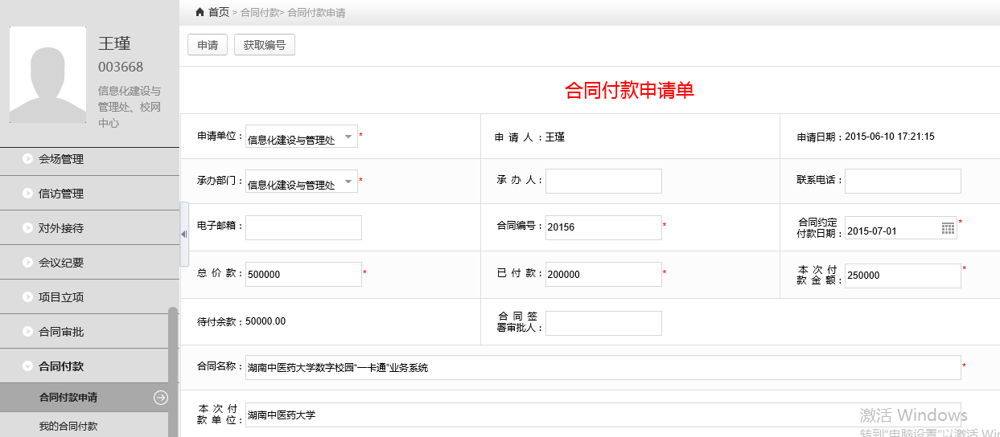 王瑾
003668
信息化建设与
管理处、校网
中心
会场管理
信访管理
对外接待
会议纪要
项目立项
合同审批
合同付款
合同付款申请
我的合同付款
首页 > 合同付款> 合同付款申请
申请 获取编号
合同付款申请单
申请单位： 信息化建设与管理处 * 申 请 人：王瑾 申请日期：2015-06-10 17:21:15
承办部门： 信息化建设与管理处 * 承 办 人： 联系电话：
电子邮箱： 合同编号： 20156 * 合同约定
付款日期： 2015-07-01 *
总 价 款： 500000 * 已 付 款： 200000 * 本 次 付
款 金 额： 250000 *
待付余款：50000.00 合 同 签
署审批人：
合同名称： 湖南中医药大学数字校园“一卡通”业务系统 *
本 次 付
款 单 位： 湖南中医药大学
激活 Windows
转到“电脑设置”以激活 Win